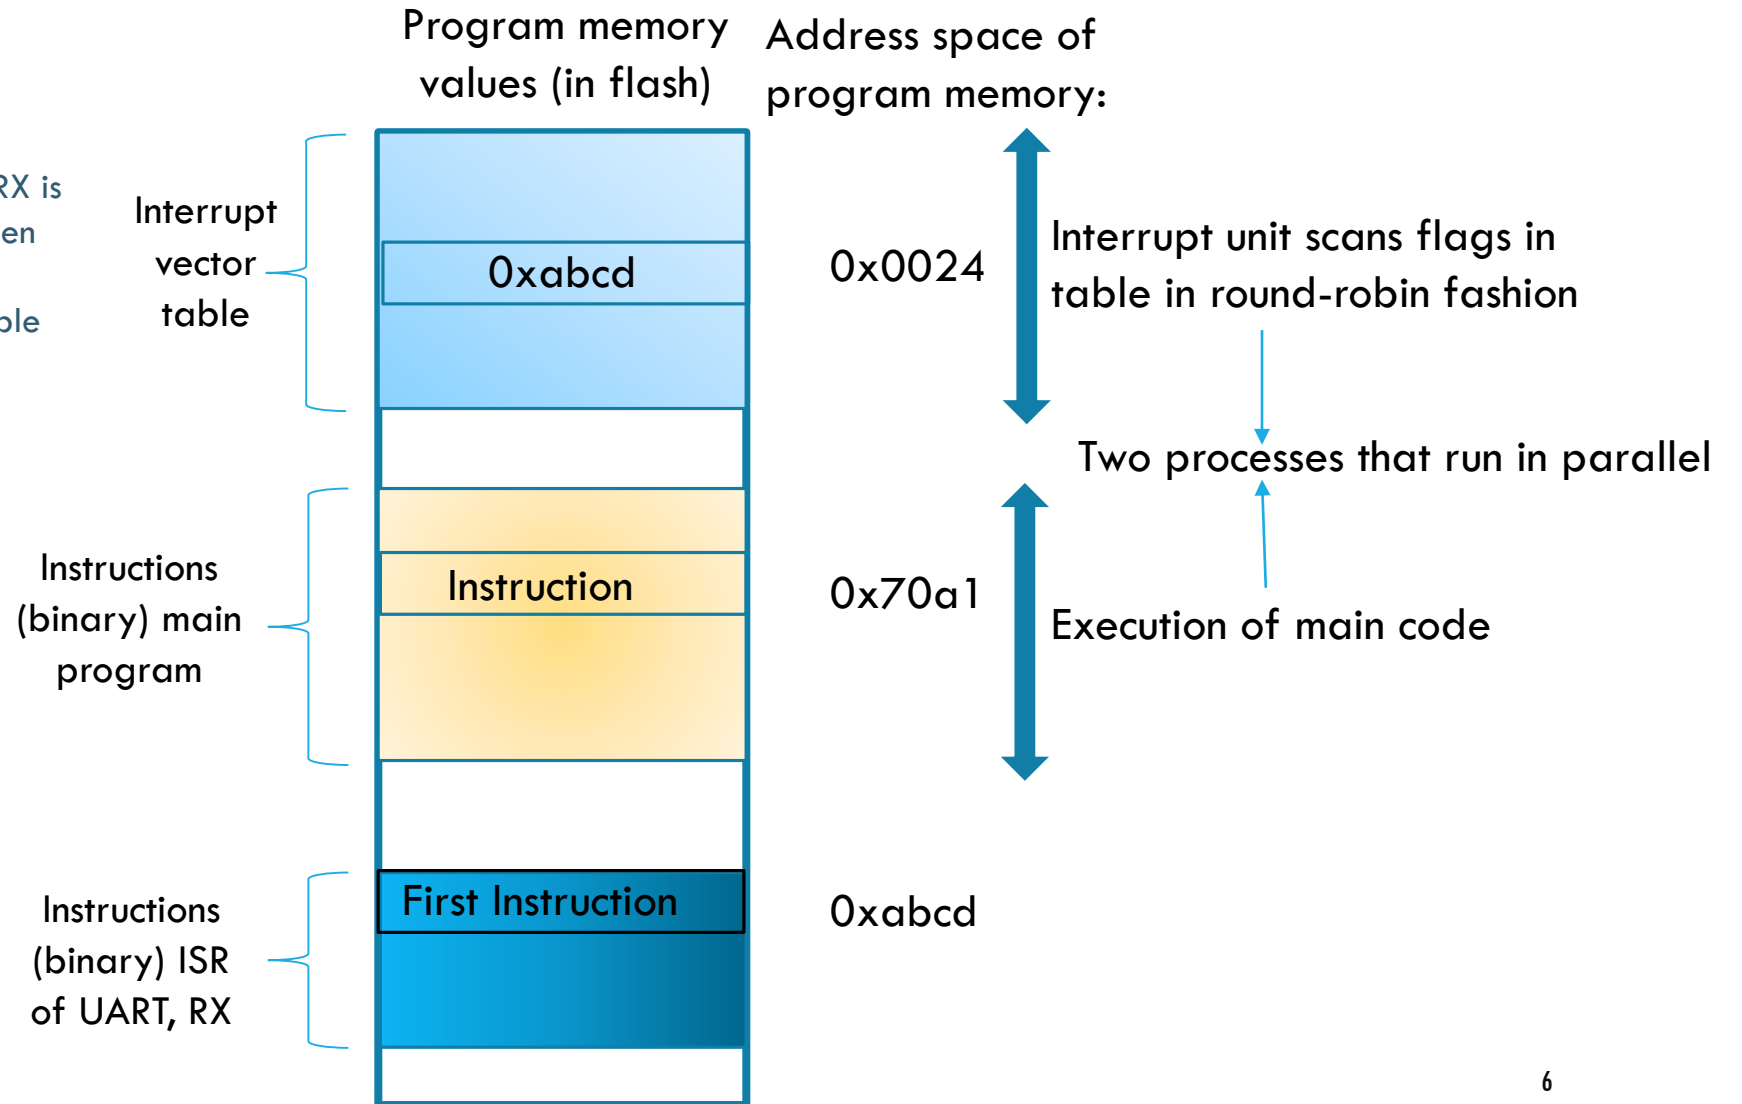 Program memory
values (in flash)
Address space of
program memory:
RX is
en
ple
Interrupt
vector
table
0xabcd
0x0024
Interrupt unit scans flags in
table in round-robin fashion
Two processes that run in parallel
Instructions
(binary) main
program
Instruction
0x70a1
Execution of main code
Instructions
(binary) ISR
of UART, RX
First Instruction
0xabcd
6